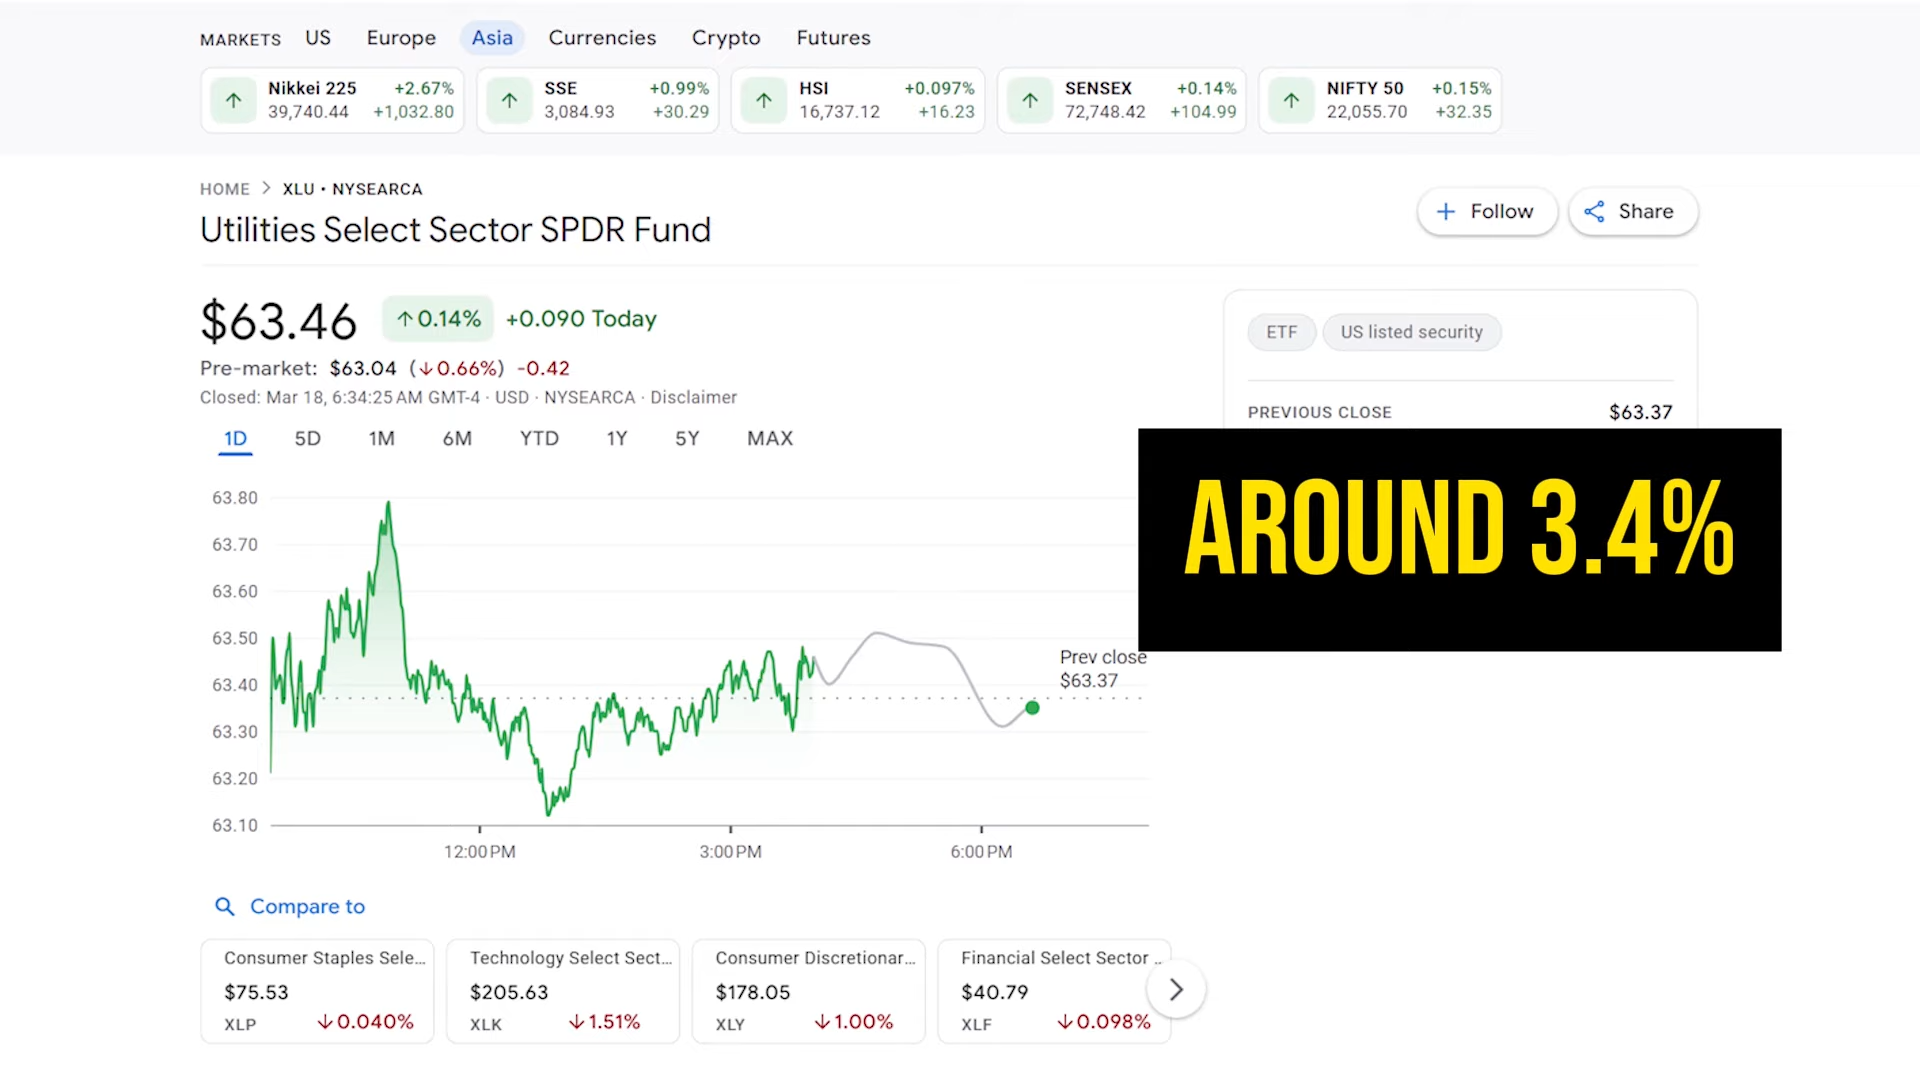 MARKETS US Europe Asia Currencies Crypto Futures
Nikkei 225 +2.67% SSE +0.99% HSI +0.097% SENSEX +0.14% NIFTY 50 +0.15%
39,740.44 +1,032.80 3,084.93 +30.29 16,737.12 +16.23 72,748.42 +104.99 22,055.70 +32.35
HOME > XLU • NYSEARCA
Utilities Select Sector SPDR Fund
+ Follow Share
$63.46 ↑0.14% +0.090 Today
Pre-market: $63.04 (↓0.66%) -0.42
Closed: Mar 18, 6:34:25 AM GMT-4 · USD · NYSEARCA · Disclaimer
ETF US listed security
PREVIOUS CLOSE $63.37
1D 5D 1M 6M YTD 1Y 5Y MAX
AROUND 3.4%
63.80
63.70
63.60
63.50
63.40
63.30
63.20
63.10
Prev close
$63.37
12:00 PM 3:00 PM 6:00 PM
Compare to
Consumer Staples Sele... Technology Select Sect... Consumer Discretionar... Financial Select Sector ..
$75.53 $205.63 $178.05 $40.79
XLP ↓0.040% XLK ↓1.51% XLY ↓1.00% XLF ↓0.098%